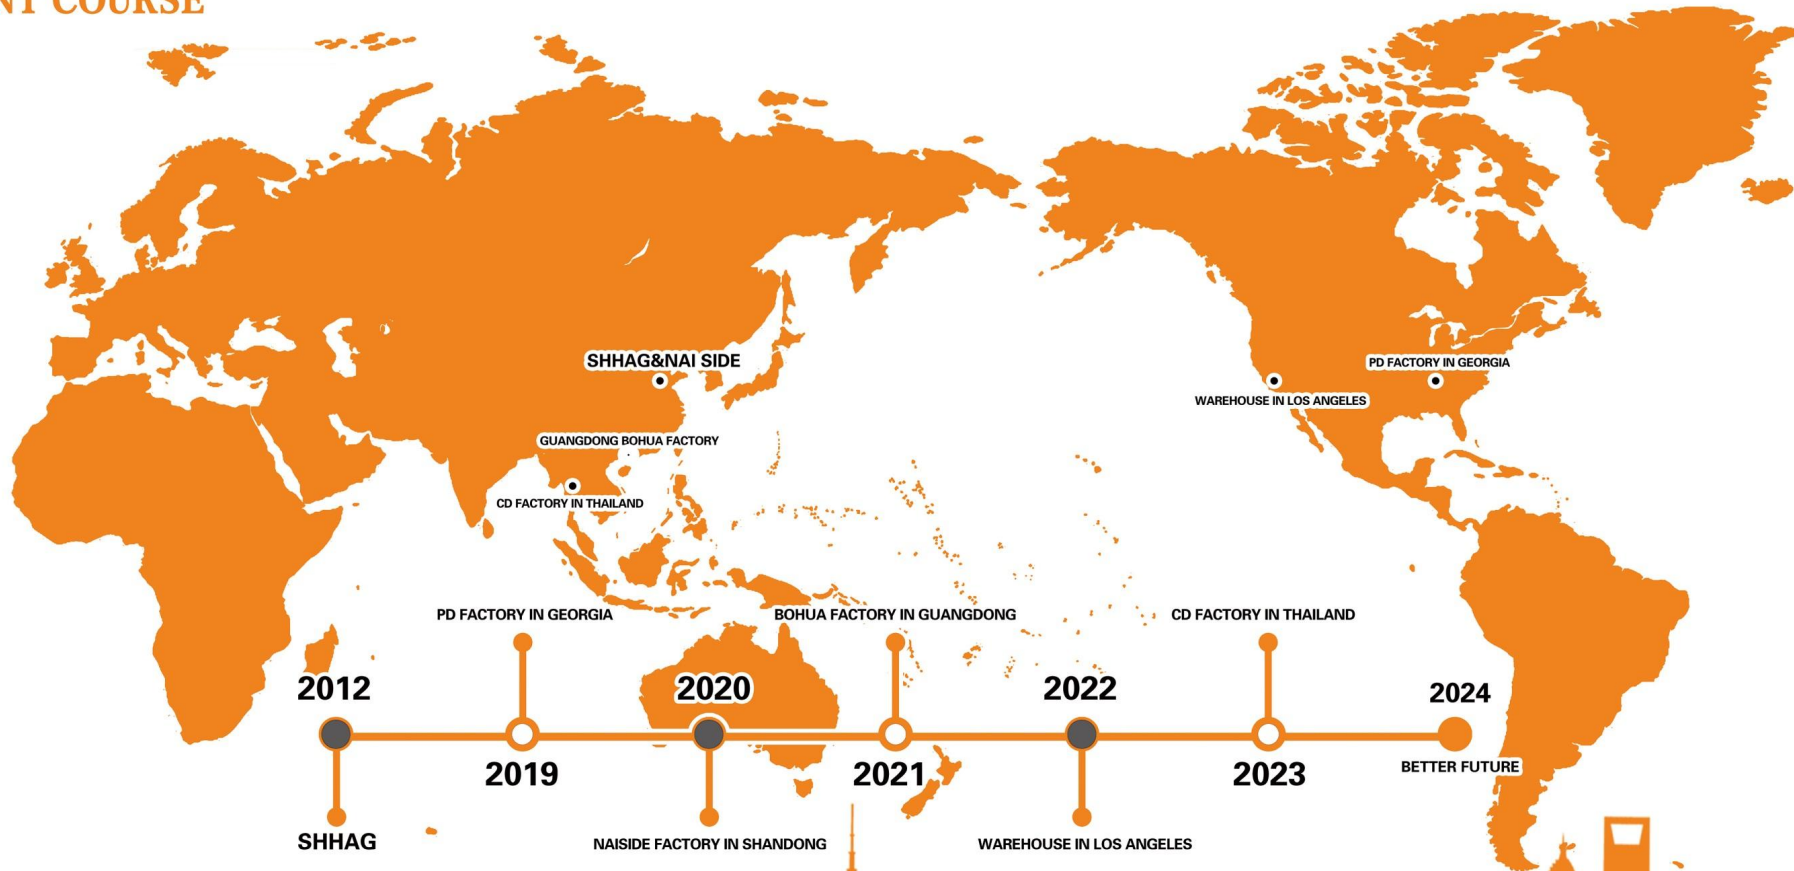 COURSE
SHHAG&NAI SIDE
PD FACTORY IN GEORGIA
WAREHOUSE IN LOS ANGELES
GUANGDONG BOHUA FACTORY
CD FACTORY IN THAILAND
PD FACTORY IN GEORGIA
BOHUA FACTORY IN GUANGDONG
CD FACTORY IN THAILAND
2012
2020
2022
2024
2019
2021
2023
BETTER FUTURE
SHHAG
NAISIDE FACTORY IN SHANDONG
WAREHOUSE IN LOS ANGELES